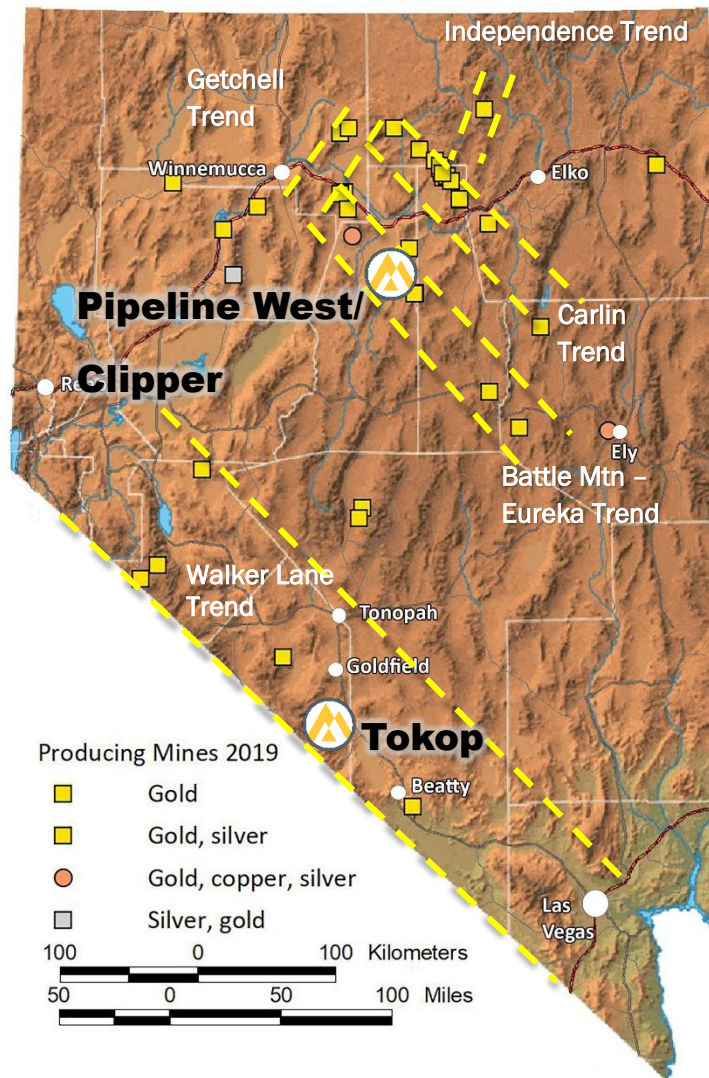 Independence Trend
Getchell
Trend
Winnemucca
Elko
Pipeline West/
Clipper
Carlin
Trend
Ely
Battle Mtn –
Eureka Trend
Walker Lane
Trend
Tonopah
Goldfield
Tokop
Beatty
Las
Vegas
Producing Mines 2019
Gold
Gold, silver
Gold, copper, silver
Silver, gold
100 0 100 Kilometers
50 0 50 100 Miles